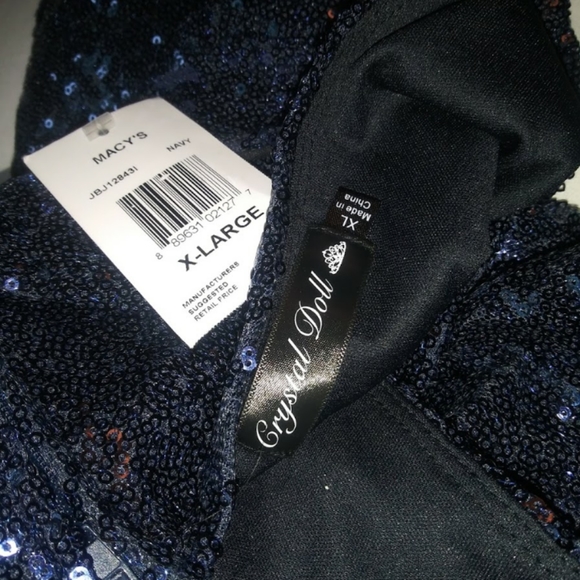 MACY'S
JBJ12843I NAVY
8 89631 02127 7
X-LARGE
MANUFACTURERS
SUGGESTED
RETAIL PRICE
XL
Made in
China
Crystal Doll